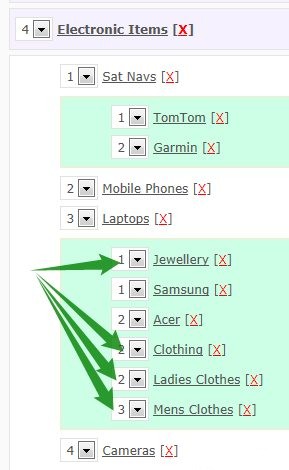 4 Electronic Items [X]
1 Sat Navs [X]
1 TomTom [X]
2 Garmin [X]
2 Mobile Phones [X]
3 Laptops [X]
1 Jewellery [X]
1 Samsung [X]
2 Acer [X]
2 Clothing [X]
2 Ladies Clothes [X]
3 Mens Clothes [X]
4 Cameras [X]